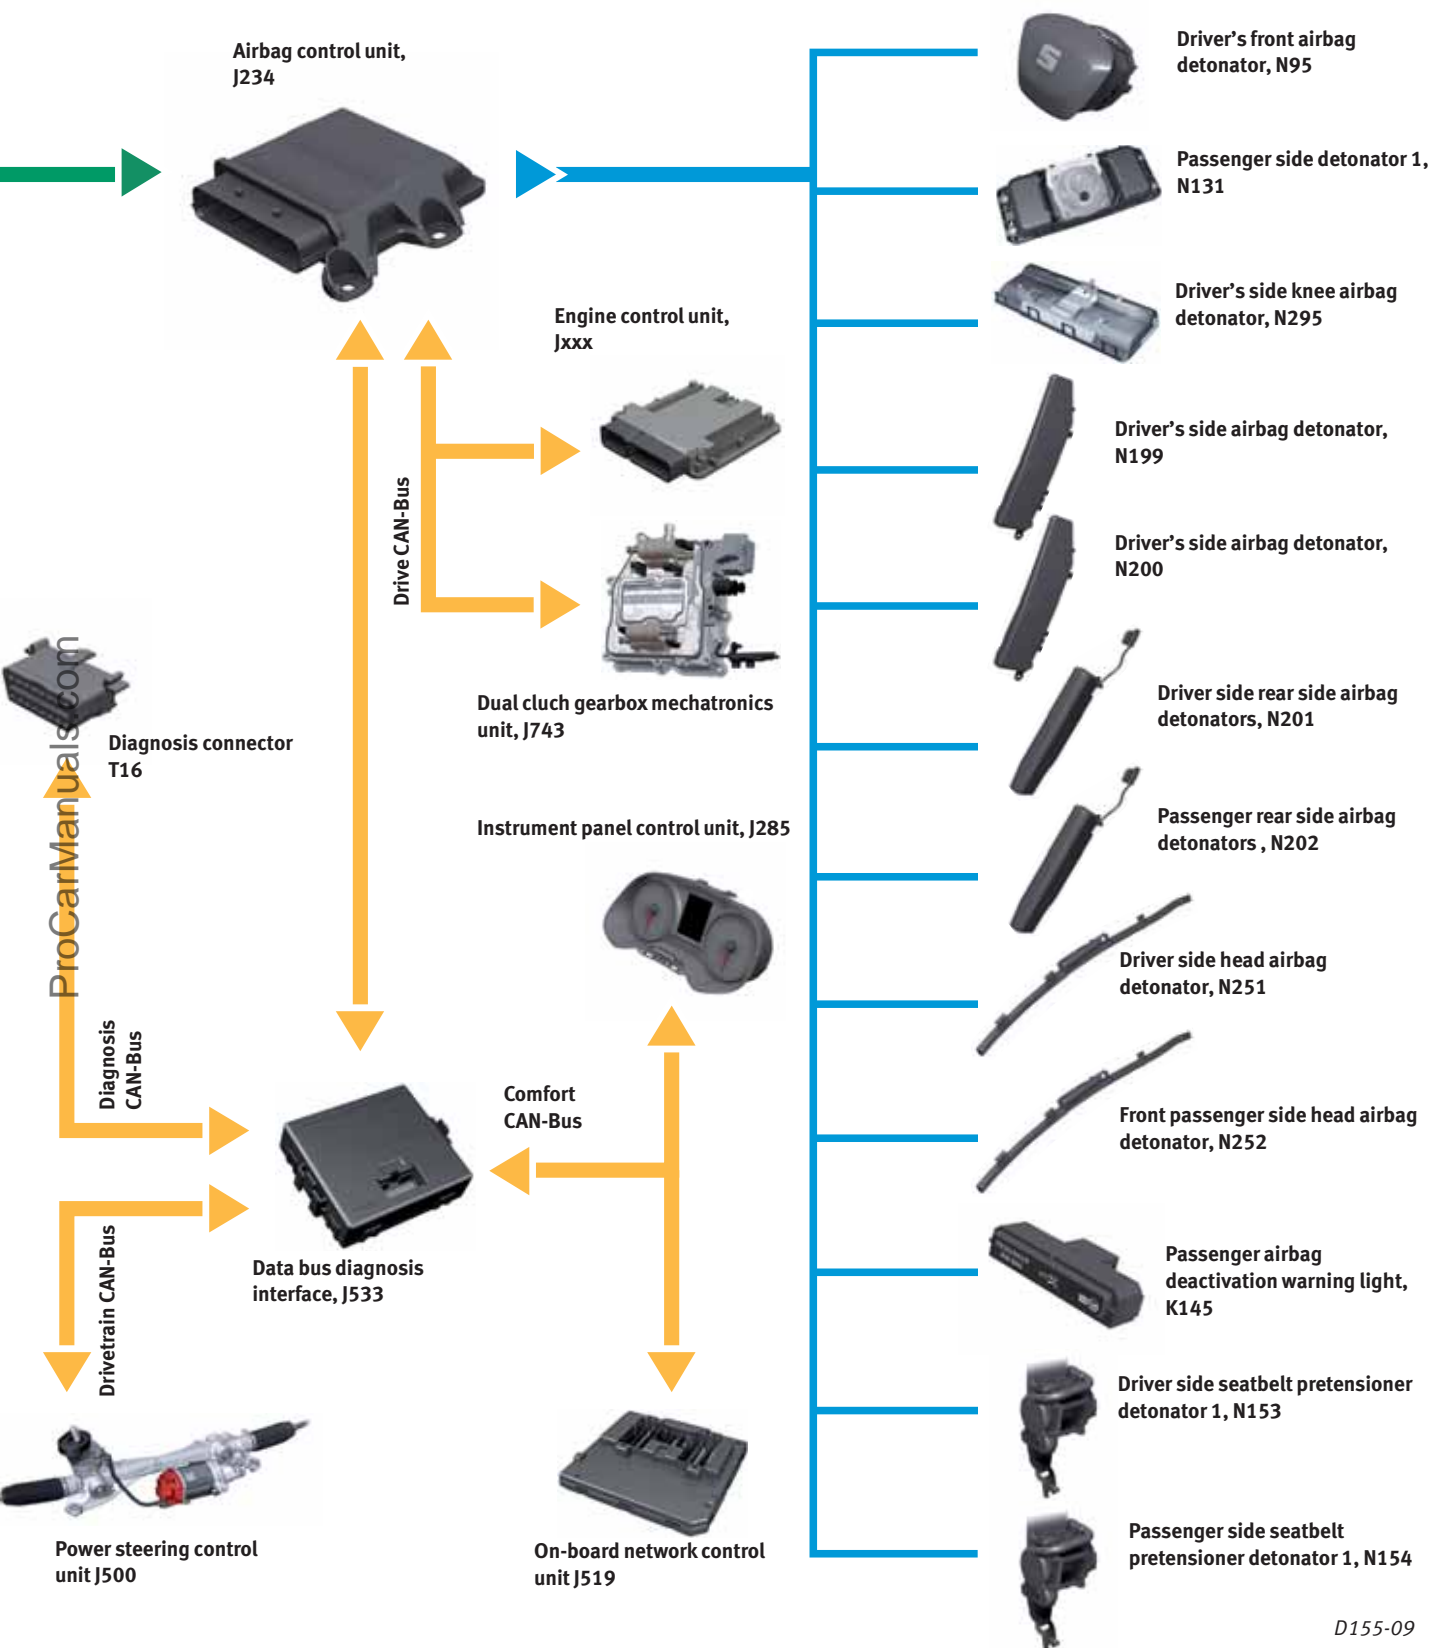 Airbag control unit,
J234
Engine control unit,
Jxxx
Drive CAN-Bus
Dual cluch gearbox mechatronics
unit, J743
Diagnosis connector
T16
Instrument panel control unit, J285
Diagnosis
CAN-Bus
Comfort
CAN-Bus
Data bus diagnosis
interface, J533
Drivetrain CAN-Bus
Power steering control
unit J500
On-board network control
unit J519
Driver's front airbag
detonator, N95
Passenger side detonator 1,
N131
Driver's side knee airbag
detonator, N295
Driver's side airbag detonator,
N199
Driver's side airbag detonator,
N200
Driver side rear side airbag
detonators, N201
Passenger rear side airbag
detonators , N202
Driver side head airbag
detonator, N251
Front passenger side head airbag
detonator, N252
Passenger airbag
deactivation warning light,
K145
Driver side seatbelt pretensioner
detonator 1, N153
Passenger side seatbelt
pretensioner detonator 1, N154
D155-09
ProCarManuals.com